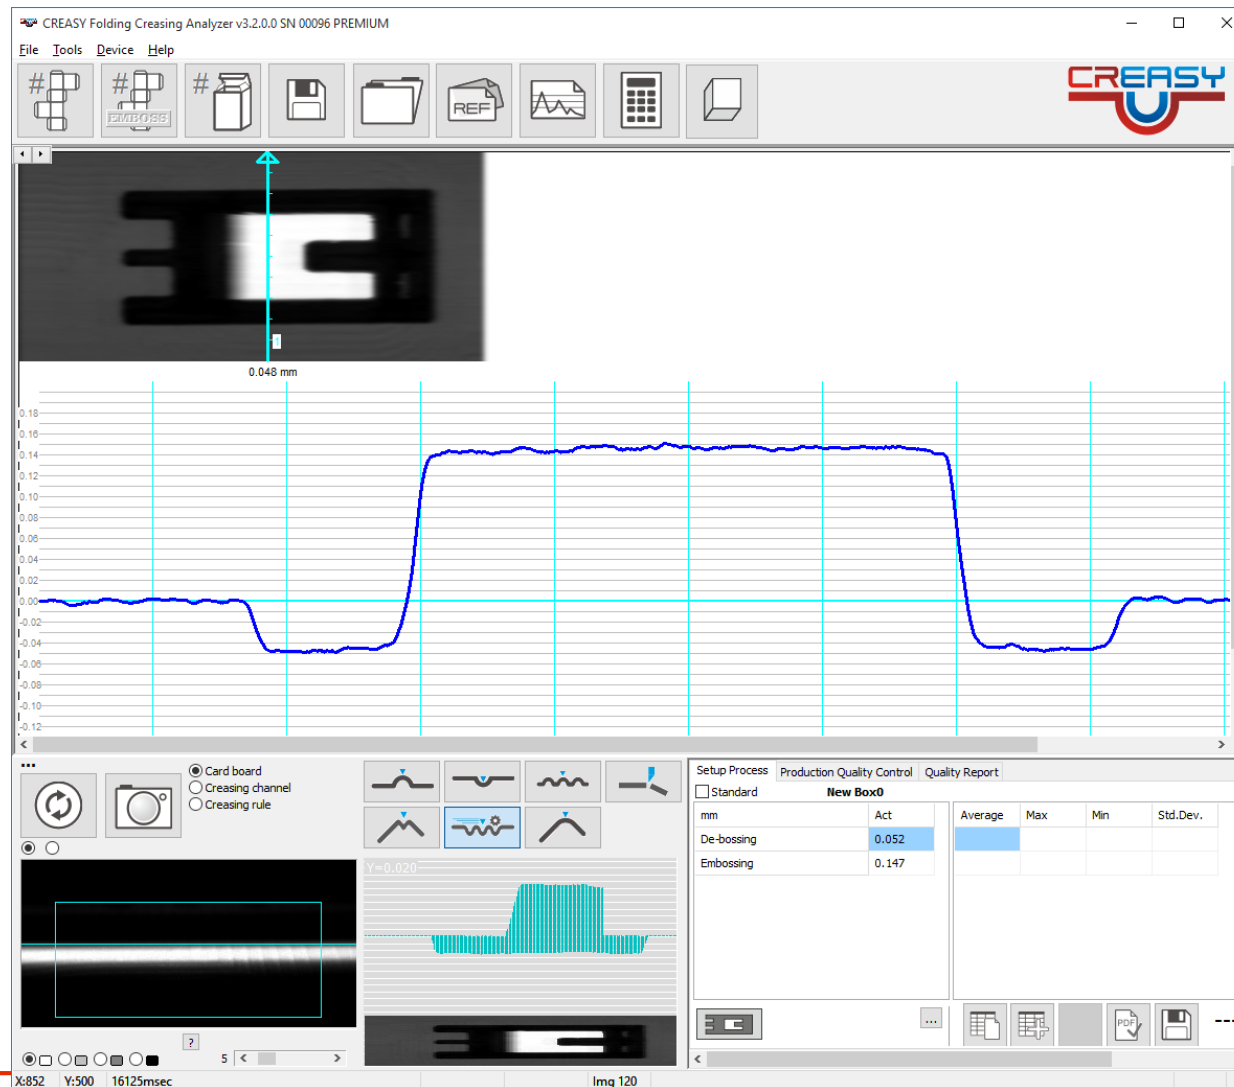 CREASY Folding Creasing Analyzer v3.2.0.0 SN 00096 PREMIUM
File Tools Device Help
# # EMBOSS # REF CREASY
1
0.048 mm
0.18
0.16
0.14
0.12
0.10
0.08
0.06
0.04
0.02
0.00
-0.02
-0.04
-0.06
-0.08
-0.10
-0.12
Card board
Creasing channel
Creasing rule
Y=0.020
? 5
Setup Process Production Quality Control Quality Report
Standard New Box0
mm Act Average Max Min Std.Dev.
De-bossing 0.052
Embossing 0.147
... PDF ---
X:852 Y:500 16125msec Img 120